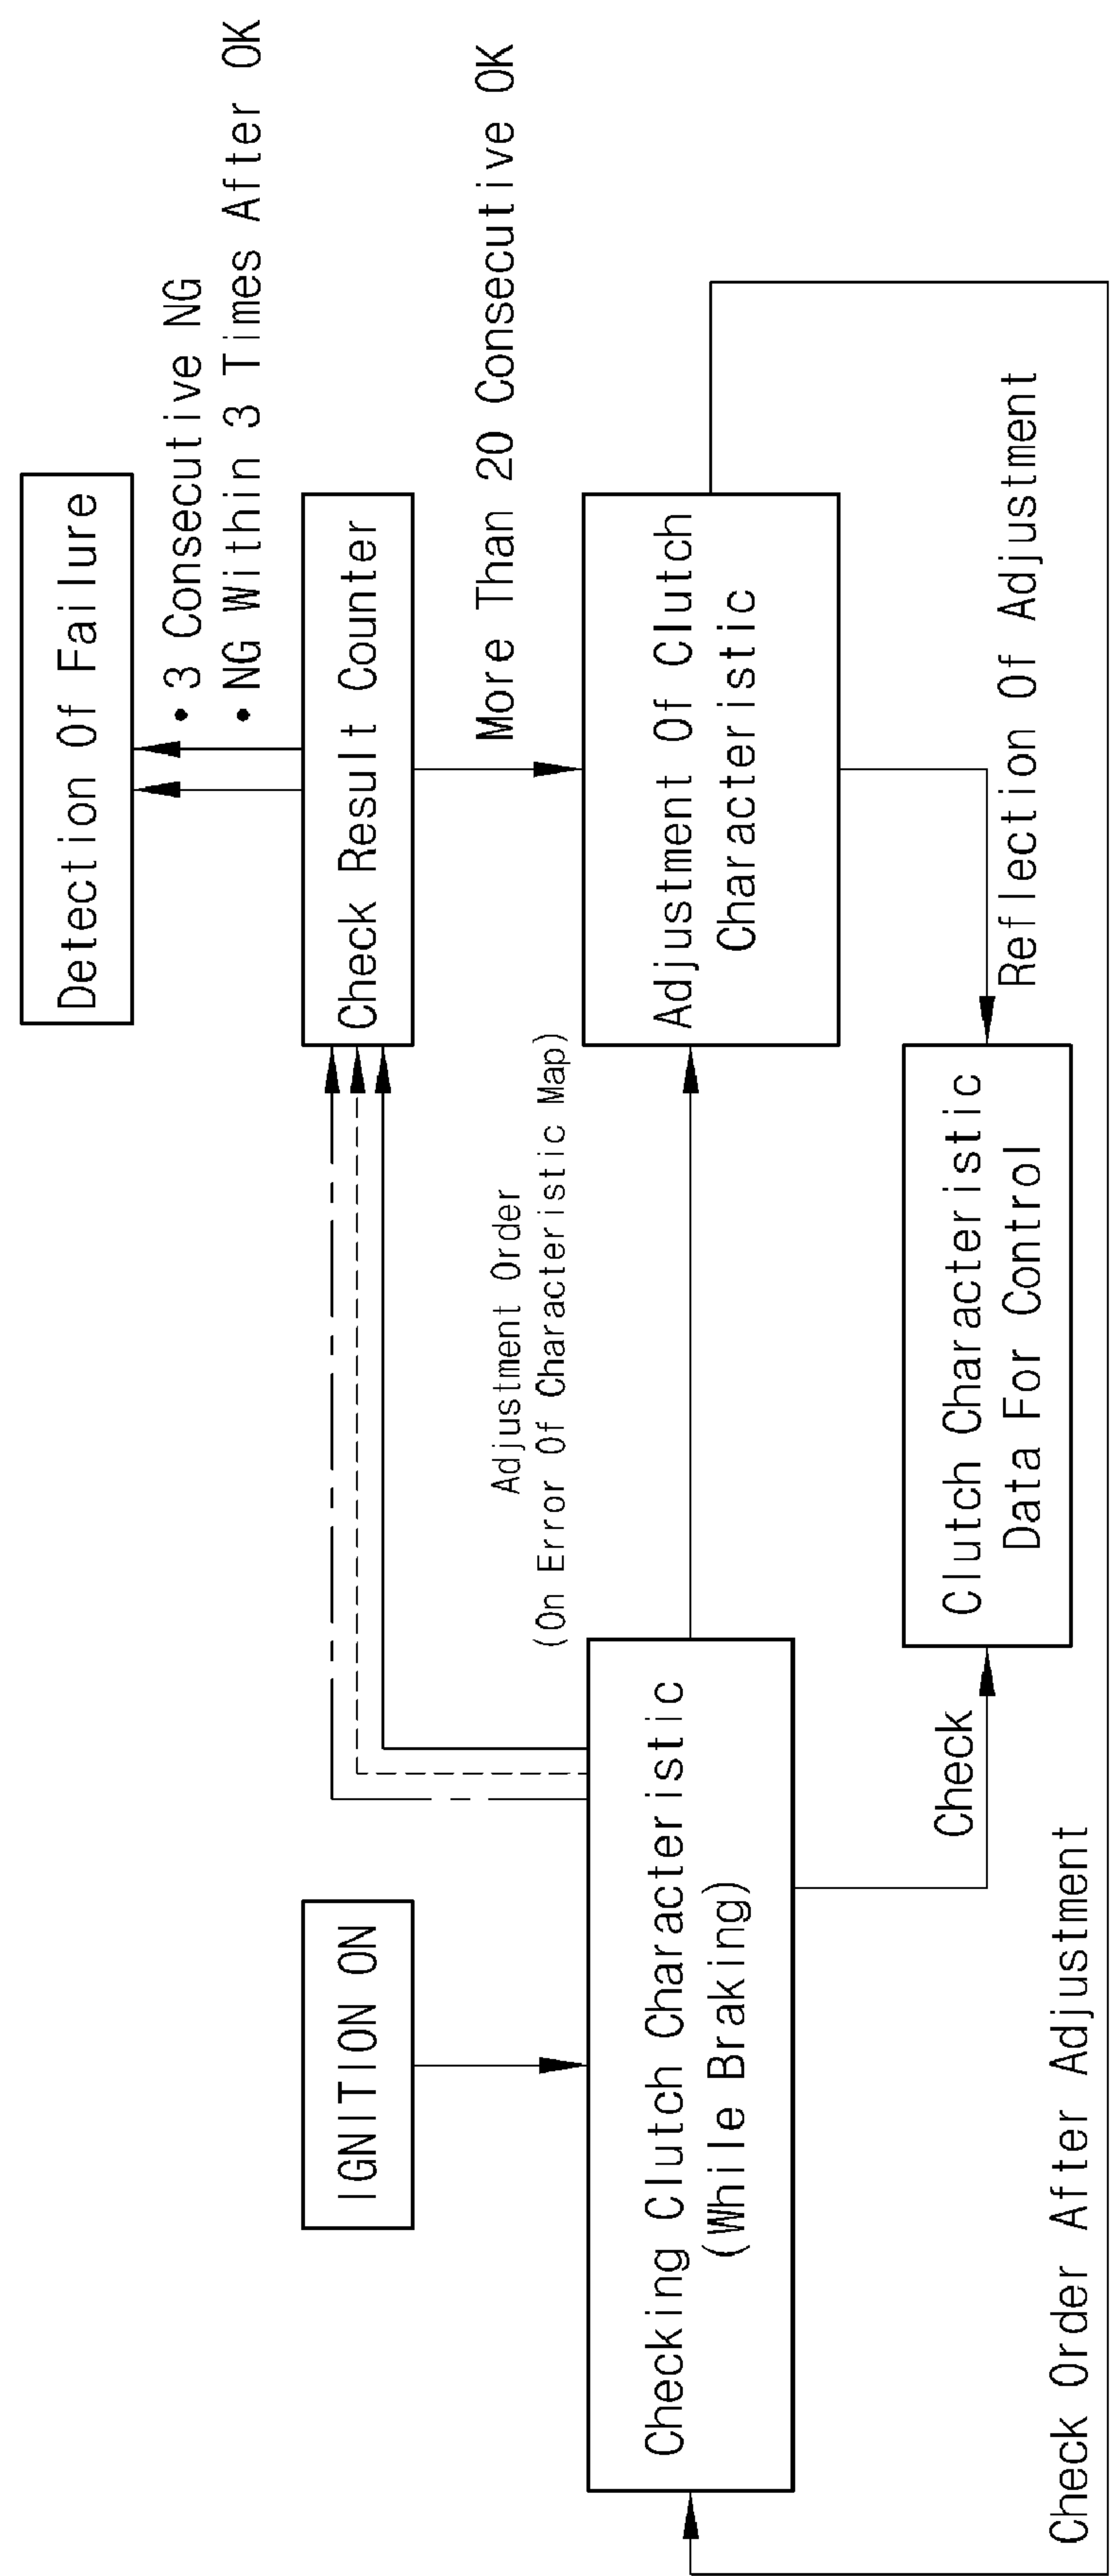 Detection Of Failure
• 3 Consecutive NG
• NG Within 3 Times After OK
IGNITION ON
Check Result Counter
More Than 20 Consecutive OK
Adjustment Order
(On Error Of Characteristic Map)
Checking Clutch Characteristic
(While Braking)
Adjustment Of Clutch
Characteristic
Check
Clutch Characteristic
Data For Control
Reflection Of Adjustment
Check Order After Adjustment